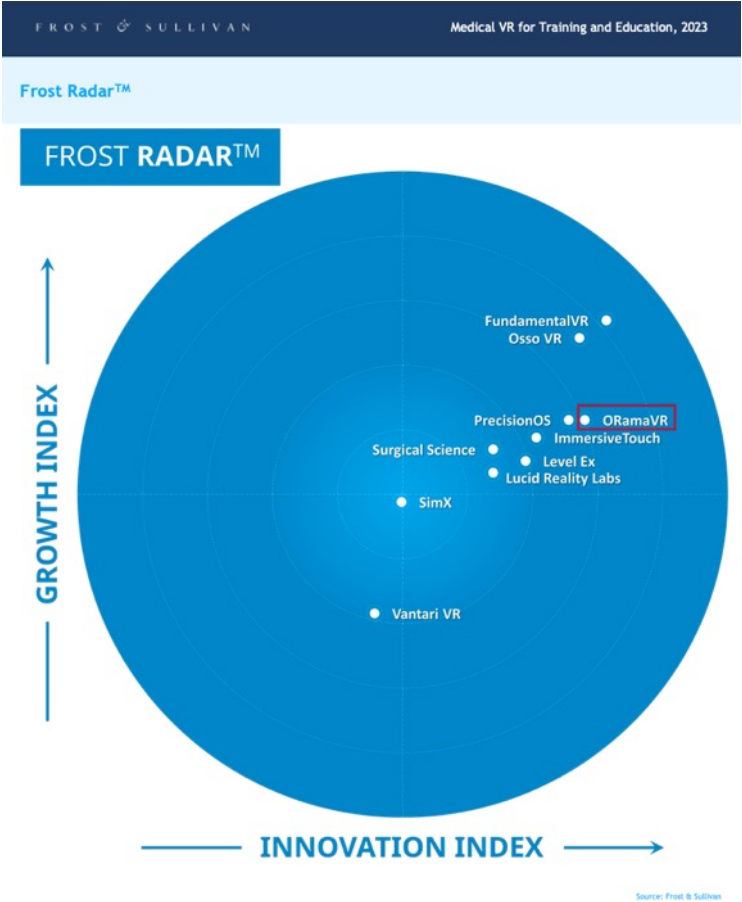 FROST & SULLIVAN
Medical VR for Training and Education, 2023
Frost Radar™
FROST RADAR™
GROWTH INDEX
FundamentalVR
Osso VR
PrecisionOS
ORamaVR
ImmersiveTouch
Surgical Science
Level Ex
Lucid Reality Labs
SimX
Vantari VR
INNOVATION INDEX
Source: Frost & Sullivan